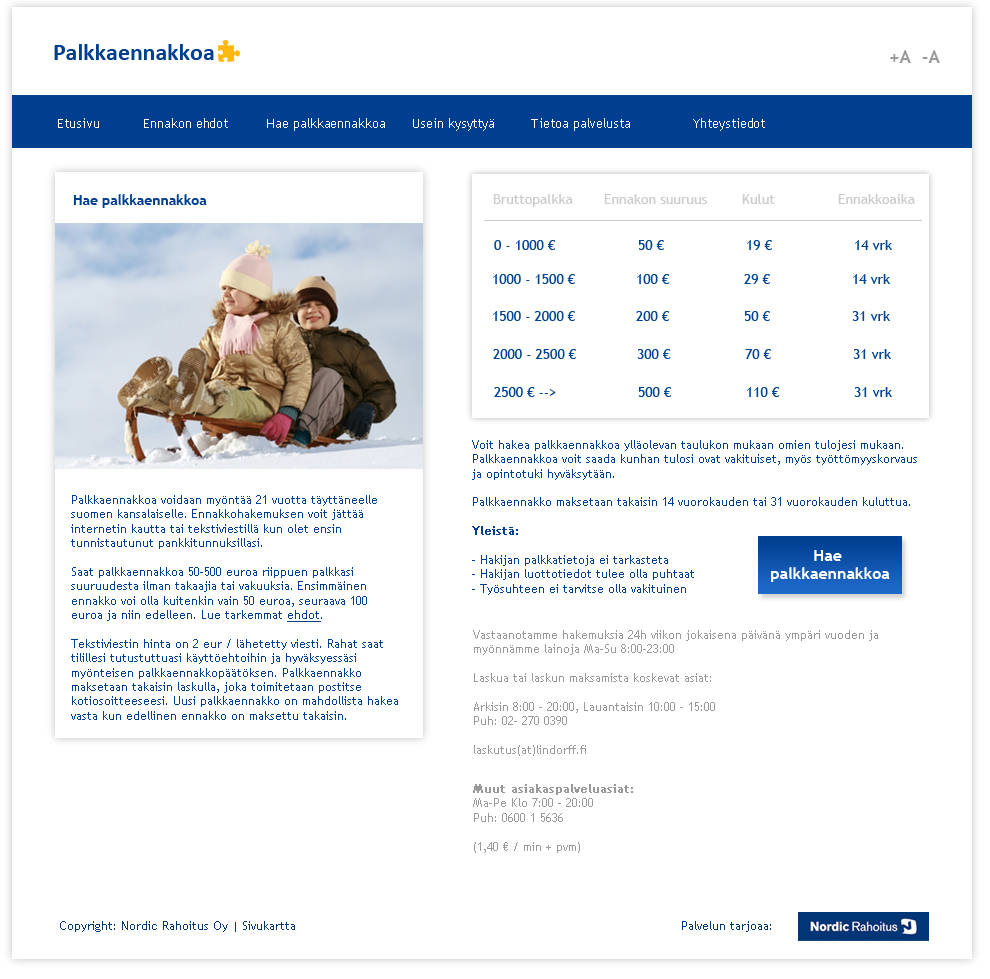 Palkkaennakkoa
+A -A
Etusivu Ennakon ehdot Hae palkkaennakkoa Usein kysyttyä Tietoa palvelusta Yhteystiedot
Hae palkkaennakkoa
Palkkaennakkoa voidaan myöntää 21 vuotta täyttäneelle
suomen kansalaiselle. Ennakkohakemuksen voit jättää
internetin kautta tai tekstiviestillä kun olet ensin
tunnistautunut pankkitunnuksillasi.
Saat palkkaennakkoa 50-500 euroa riippuen palkkasi
suuruudesta ilman takaajia tai vakuuksia. Ensimmäinen
ennakko voi olla kuitenkin vain 50 euroa, seuraava 100
euroa ja niin edelleen. Lue tarkemmat ehdot.
Tekstiviestin hinta on 2 eur / lähetetty viesti. Rahat saat
tilillesi tutustuttuasi käyttöehtoihin ja hyväksyessäsi
myönteisen palkkaennakkopäätöksen. Palkkaennakko
maksetaan takaisin laskulla, joka toimitetaan postitse
kotiosoitteeseesi. Uusi palkkaennakko on mahdollista hakea
vasta kun edellinen ennakko on maksettu takaisin.
Bruttopalkka Ennakon suuruus Kulut Ennakkoaika
0 - 1000 € 50 € 19 € 14 vrk
1000 - 1500 € 100 € 29 € 14 vrk
1500 - 2000 € 200 € 50 € 31 vrk
2000 - 2500 € 300 € 70 € 31 vrk
2500 € --> 500 € 110 € 31 vrk
Voit hakea palkkaennakkoa ylläolevan taulukon mukaan omien tulojesi mukaan.
Palkkaennakkoa voit saada kunhan tulosi ovat vakituiset, myös työttömyyskorvaus
ja opintotuki hyväksytään.
Palkkaennakko maksetaan takaisin 14 vuorokauden tai 31 vuorokauden kuluttua.
Yleistä:
- Hakijan palkkatietoja ei tarkasteta
- Hakijan luottotiedot tulee olla puhtaat
- Työsuhteen ei tarvitse olla vakituinen
Hae
palkkaennakkoa
Vastaanotamme hakemuksia 24h viikon jokaisena päivänä ympäri vuoden ja
myönnämme lainoja Ma-Su 8:00-23:00
Laskua tai laskun maksamista koskevat asiat:
Arkisin 8:00 - 20:00, Lauantaisin 10:00 - 15:00
Puh: 02- 270 0390
laskutus(at)lindorff.fi
Muut asiakaspalveluasiat:
Ma-Pe Klo 7:00 - 20:00
Puh: 0600 1 5636
(1,40 € / min + pvm)
Copyright: Nordic Rahoitus Oy | Sivukartta
Palvelun tarjoaa: Nordic Rahoitus